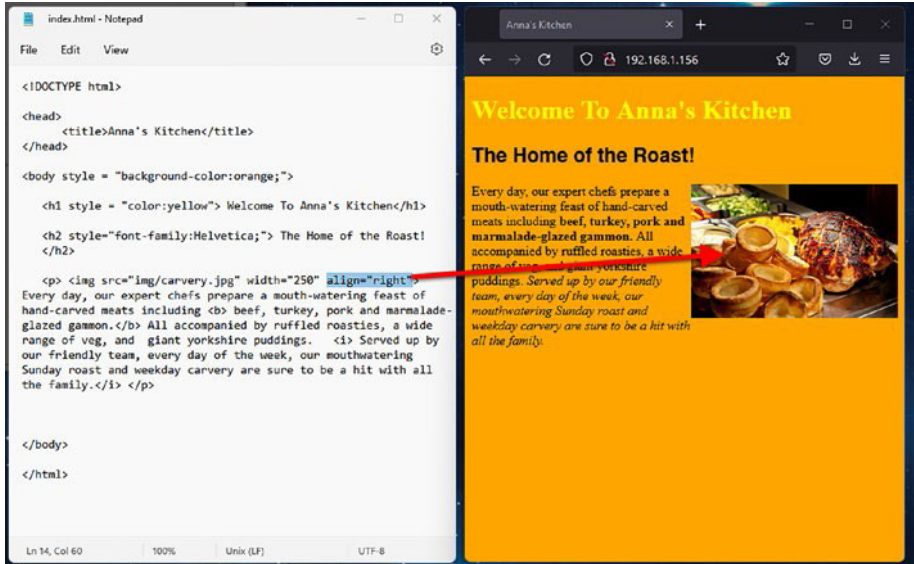 index.html - Notepad
File Edit View
<!DOCTYPE html>
<head>
<title>Anna's Kitchen</title>
</head>
<body style = "background-color:orange;">
<h1 style = "color:yellow"> Welcome To Anna's Kitchen</h1>
<h2 style="font-family:Helvetica;"> The Home of the Roast!
</h2>
<p> <img src="img/carvery.jpg" width="250" align="right">
Every day, our expert chefs prepare a mouth-watering feast of
hand-carved meats including <b> beef, turkey, pork and marmalade-
glazed gammon.</b> All accompanied by ruffled roasties, a wide
range of veg, and giant yorkshire puddings. <i> Served up by
our friendly team, every day of the week, our mouthwatering
Sunday roast and weekday carvery are sure to be a hit with all
the family.</i> </p>
</body>
</html>
Ln 14, Col 60 100% Unix (LF) UTF-8
Anna's Kitchen
192.168.1.156
Welcome To Anna's Kitchen
The Home of the Roast!
Every day, our expert chefs prepare a
mouth-watering feast of hand-carved
meats including beef, turkey, pork and
marmalade-glazed gammon. All
accompanied by ruffled roasties, a wide
range of veg, and giant yorkshire
puddings. Served up by our friendly
team, every day of the week, our
mouthwatering Sunday roast and
weekday carvery are sure to be a hit with
all the family.